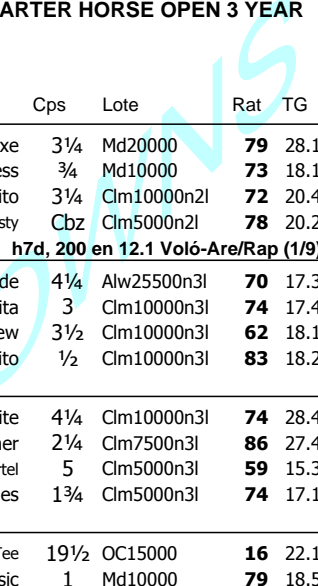 ARTER HORSE OPEN 3 YEAR
Cps Lote Rat TG
xe 3¼ Md20000 79 28.1
ess ¾ Md10000 73 18.1
ito 3¼ Clm10000n2l 72 20.4
sty Cbz Clm5000n2l 78 20.2
h7d, 200 en 12.1 Voló-Are/Rap (1/9)
de 4¼ Alw25500n3l 70 17.3
ita 3 Clm10000n3l 74 17.4
ew 3½ Clm10000n3l 62 18.1
ito ½ Clm10000n3l 83 18.2
ite 4¼ Clm10000n3l 74 28.4
ner 2¼ Clm7500n3l 86 27.4
rtel 5 Clm5000n3l 59 15.3
es 1¾ Clm5000n3l 74 17.1
Tee 19½ OC15000 16 22.1
sic 1 Md10000 79 18.5